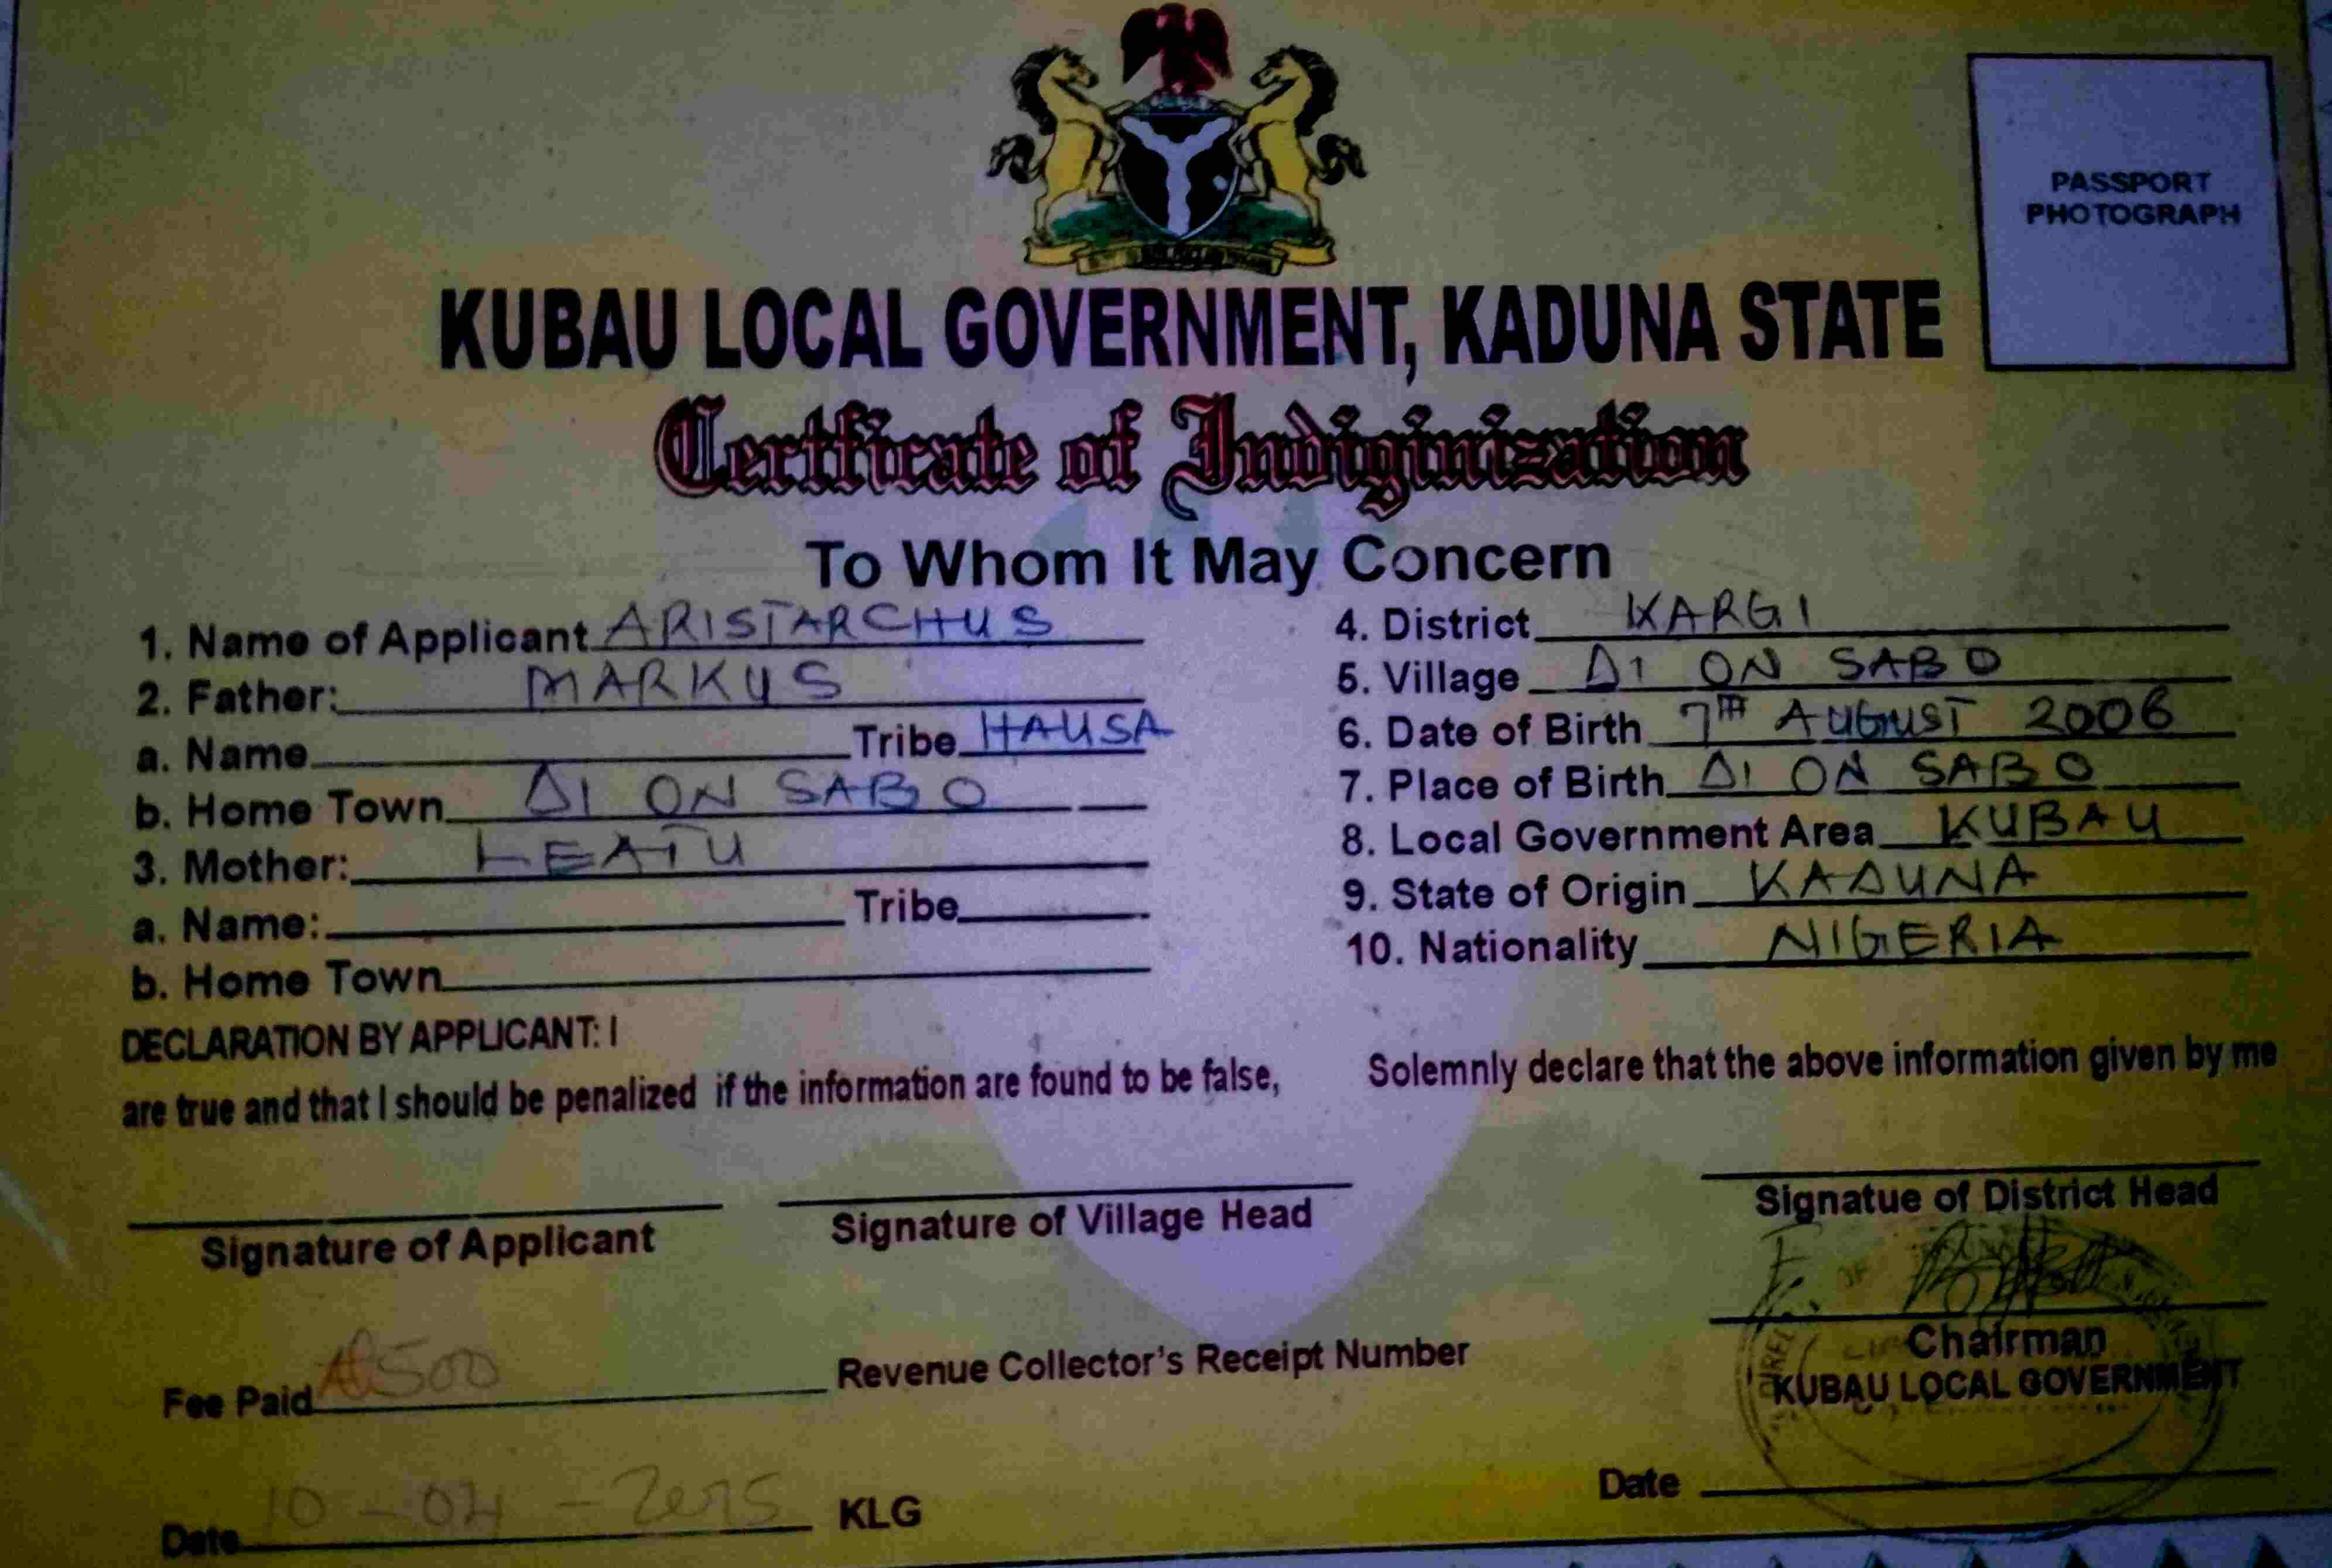 PASSPORT
PHOTOGRAPH
KUBAU LOCAL GOVERNMENT, KADUNA STATE
Certficate of Indiginization
To Whom It May Concern
1. Name of Applicant ARISTARCHUS
2. Father: MARKUS
a. Name Tribe HAUSA
b. Home Town DI ON SABO
3. Mother: LEATU
a. Name: Tribe
b. Home Town
4. District KARGI
5. Village DI ON SABO
6. Date of Birth 7TH AUGUST 2006
7. Place of Birth DI ON SABO
8. Local Government Area KUBAU
9. State of Origin KADUNA
10. Nationality NIGERIA
DECLARATION BY APPLICANT: I Solemnly declare that the above information given by me
are true and that I should be penalized if the information are found to be false,
Signature of Applicant
Signature of Village Head
Signatue of District Head
Chairman
KUBAU LOCAL GOVERNMENT
Fee Paid ₦500 Revenue Collector's Receipt Number
Date 10-04- KLG
Date